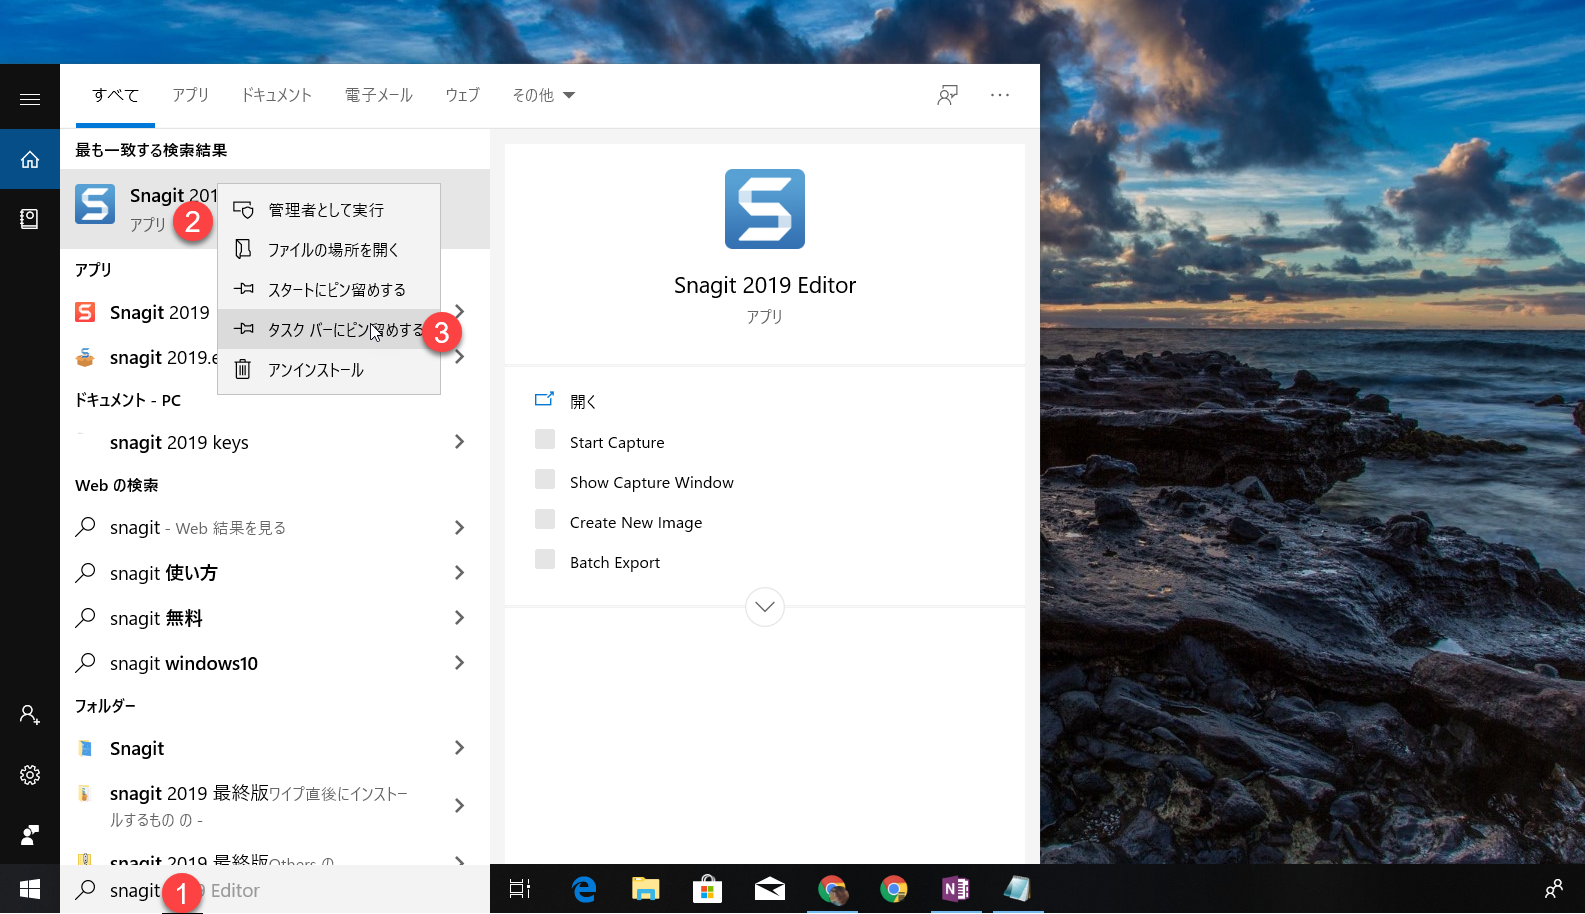 すべて アプリ ドキュメント 電子メール ウェブ その他
最も一致する検索結果
Snagit 201
アプリ
2
管理者として実行
ファイルの場所を開く
スタートにピン留めする
タスク バーにピン留めする
3
アンインストール
アプリ
Snagit 2019
snagit 2019.e
ドキュメント - PC
snagit 2019 keys
Web の検索
snagit - Web 結果を見る
snagit 使い方
snagit 無料
snagit windows10
フォルダー
Snagit
snagit 2019 最終版ワイプ直後にインストー
ルするもの の -
snagit 2019 最終版Others の
snagit 9 Editor
1
Snagit 2019 Editor
アプリ
開く
Start Capture
Show Capture Window
Create New Image
Batch Export